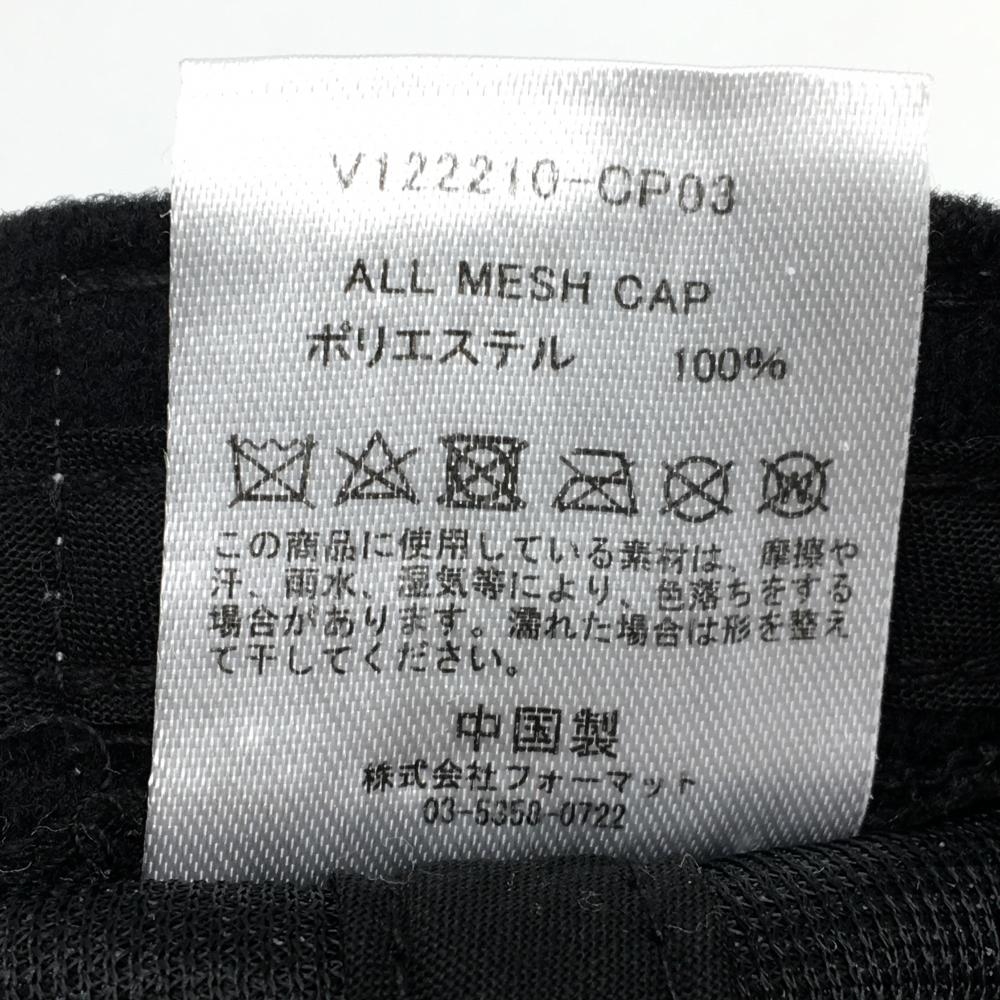 V122210-CP03
ALL MESH CAP
ポリエステル 100%
この商品に使用している素材は、摩擦や
汗、雨水、湿気等により、色落ちをする
場合があります。濡れた場合は形を整え
て干してください。
中国製
株式会社フォーマット
03-5350-0722